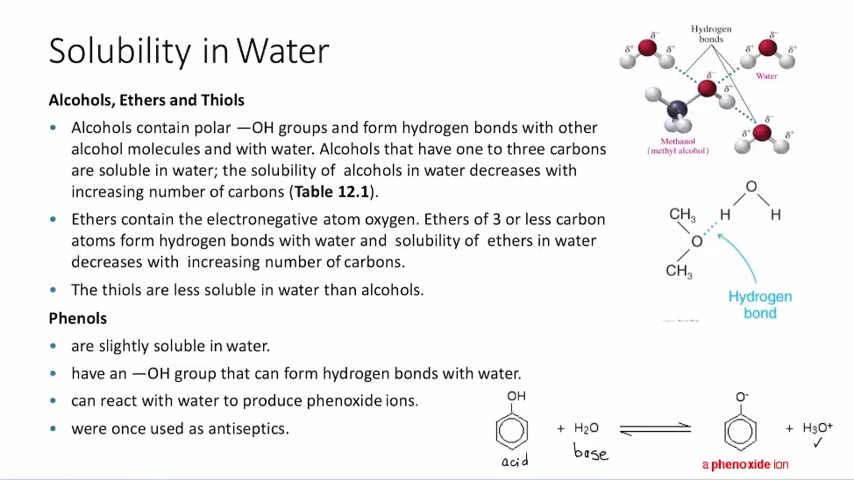 Solubility in Water
Alcohols, Ethers and Thiols
• Alcohols contain polar —OH groups and form hydrogen bonds with other
alcohol molecules and with water. Alcohols that have one to three carbons
are soluble in water; the solubility of alcohols in water decreases with
increasing number of carbons (Table 12.1).
• Ethers contain the electronegative atom oxygen. Ethers of 3 or less carbon
atoms form hydrogen bonds with water and solubility of ethers in water
decreases with increasing number of carbons.
• The thiols are less soluble in water than alcohols.
Phenols
• are slightly soluble in water.
• have an —OH group that can form hydrogen bonds with water.
• can react with water to produce phenoxide ions.
• were once used as antiseptics.
Hydrogen
bonds
δ⁻ δ⁻
δ⁺ δ⁺ δ⁺ δ⁺
Water
δ⁻
δ⁺
δ⁻
δ⁺ δ⁺
Methanol
(methyl alcohol)
O
CH₃ H H
O
CH₃
Hydrogen
bond
OH O⁻
+ H₂O + H₃O⁺
acid base ✓
a phenoxide ion